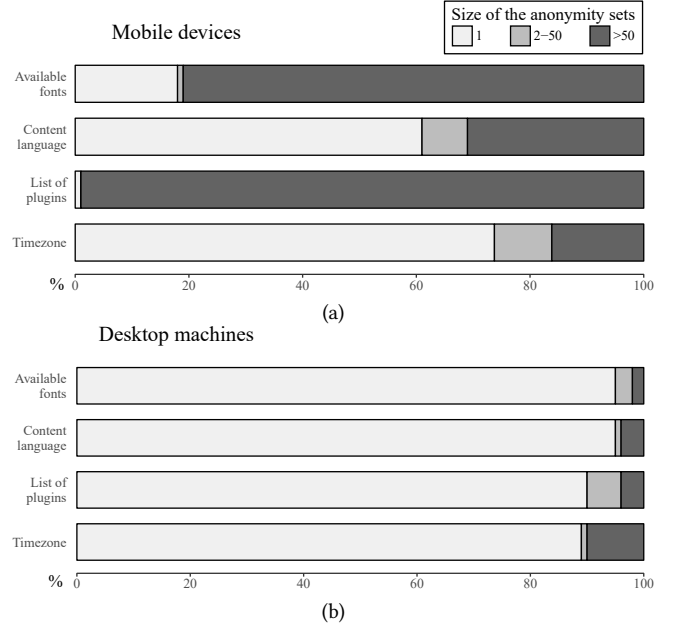 Size of the anonymity sets
1 2−50 >50
Mobile devices
Available
fonts
Content
language
List of
plugins
Timezone
% 0 20 40 60 80 100
(a)
Desktop machines
Available
fonts
Content
language
List of
plugins
Timezone
% 0 20 40 60 80 100
(b)